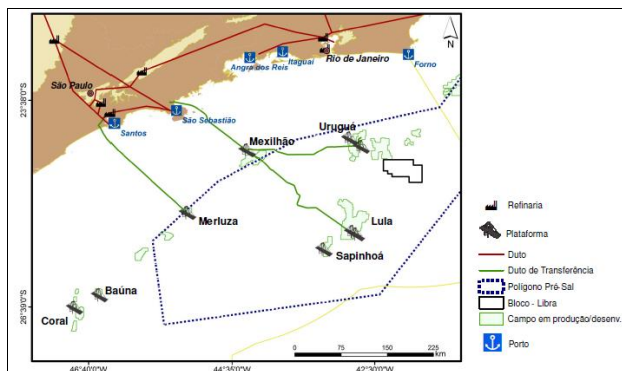 N
Rio de Janeiro
Itaguaí
Angra dos Reis
Forno
São Paulo
São Sebastião
Santos
23°38'0"S
26°39'0"S
Uruguá
Mexilhão
Merluza
Lula
Sapinhoá
Baúna
Coral
0 75 150 225
km
46°40'0"W
44°35'0"W
42°30'0"W
Refinaria
Plataforma
Duto
Duto de Transferência
Polígono Pré-Sal
Bloco - Libra
Campo em produção/desenv.
Porto